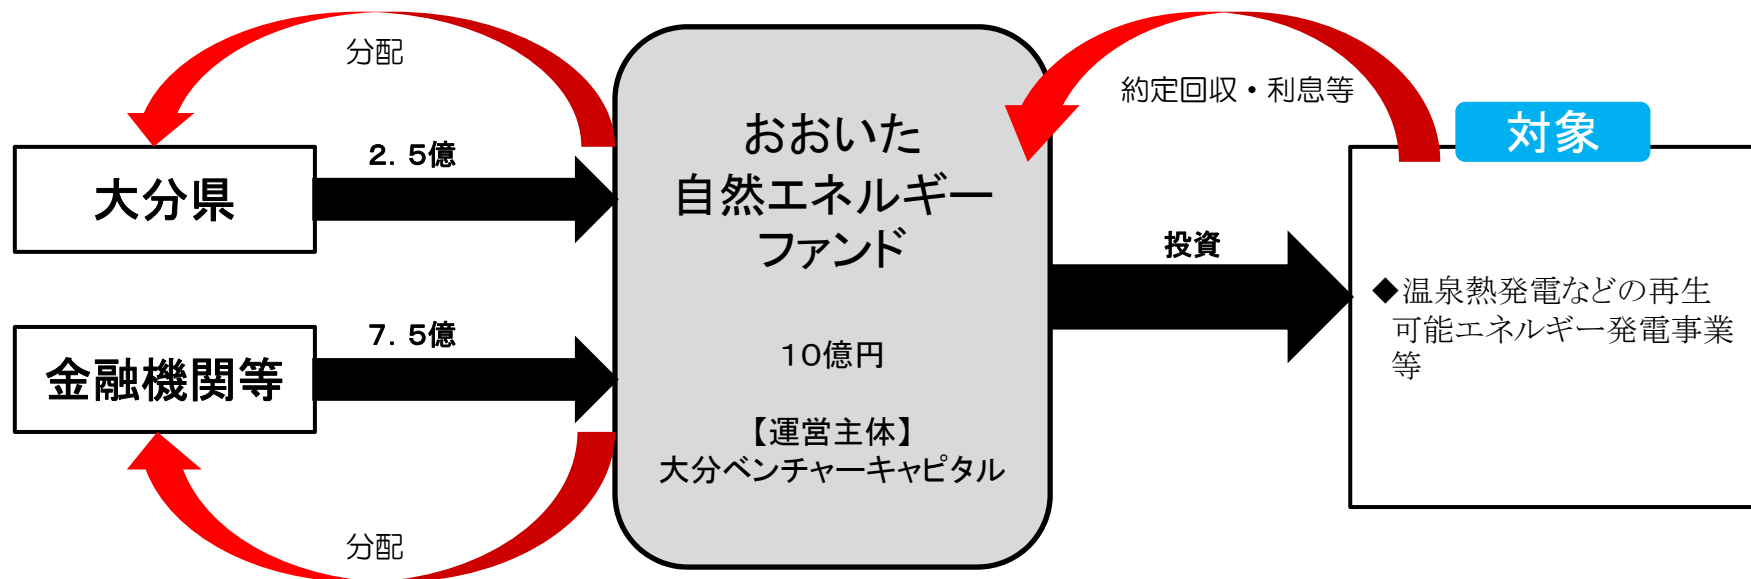 分配
2.5億
大分県
7.5億
金融機関等
分配
おおいた
自然エネルギー
ファンド
10億円
【運営主体】
大分ベンチャーキャピタル
約定回収・利息等
投資
対象
◆温泉熱発電などの再生
可能エネルギー発電事業
等